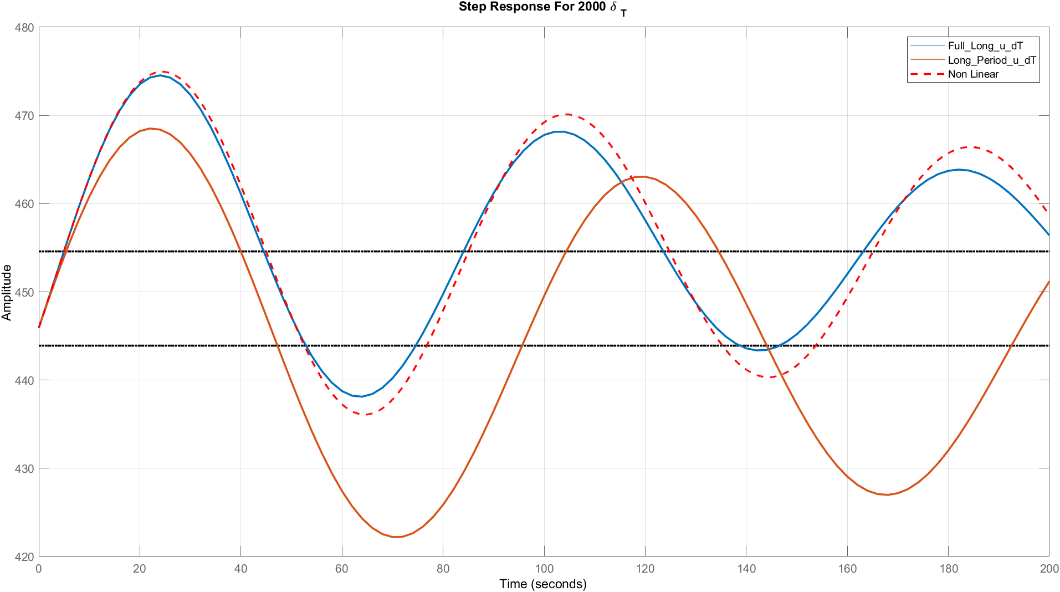 Step Response For 2000 δ T
480
470
460
450
440
430
420
Amplitude
Full_Long_u_dT
Long_Period_u_dT
Non Linear
0 20 40 60 80 100 120 140 160 180 200
Time (seconds)